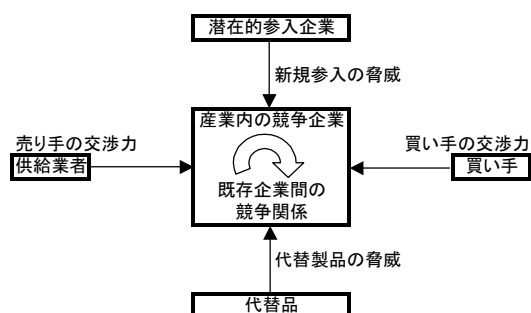 潜在的参入企業
新規参入の脅威
産業内の競争企業
売り手の交渉力
供給業者
買い手の交渉力
買い手
既存企業間の
競争関係
代替製品の脅威
代替品